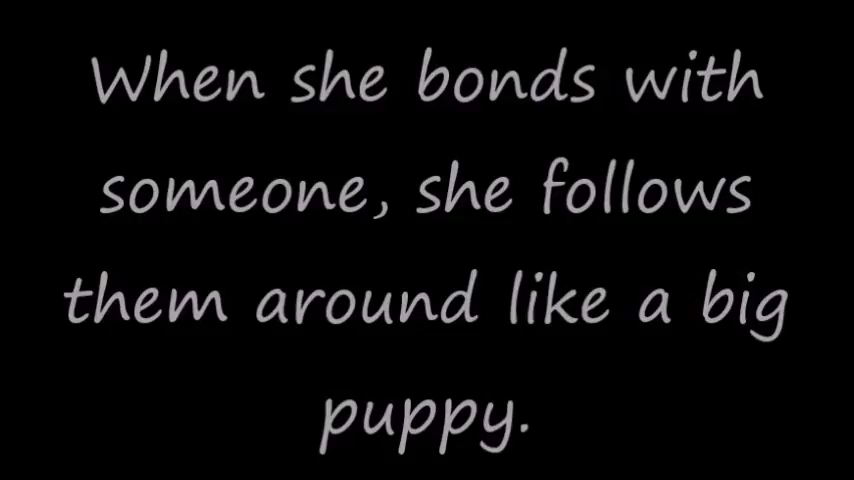 When she bonds with
someone, she follows
them around like a big
puppy.